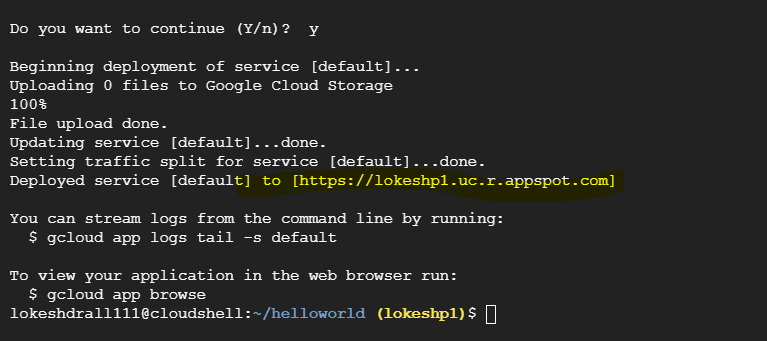 Do you want to continue (Y/n)?  y
Beginning deployment of service [default]...
Uploading 0 files to Google Cloud Storage
100%
File upload done.
Updating service [default]...done.
Setting traffic split for service [default]...done.
Deployed service [default] to [https://lokeshp1.uc.r.appspot.com]
You can stream logs from the command line by running:
  $ gcloud app logs tail -s default
To view your application in the web browser run:
  $ gcloud app browse
lokeshdrall111@cloudshell:~/helloworld (lokeshp1)$